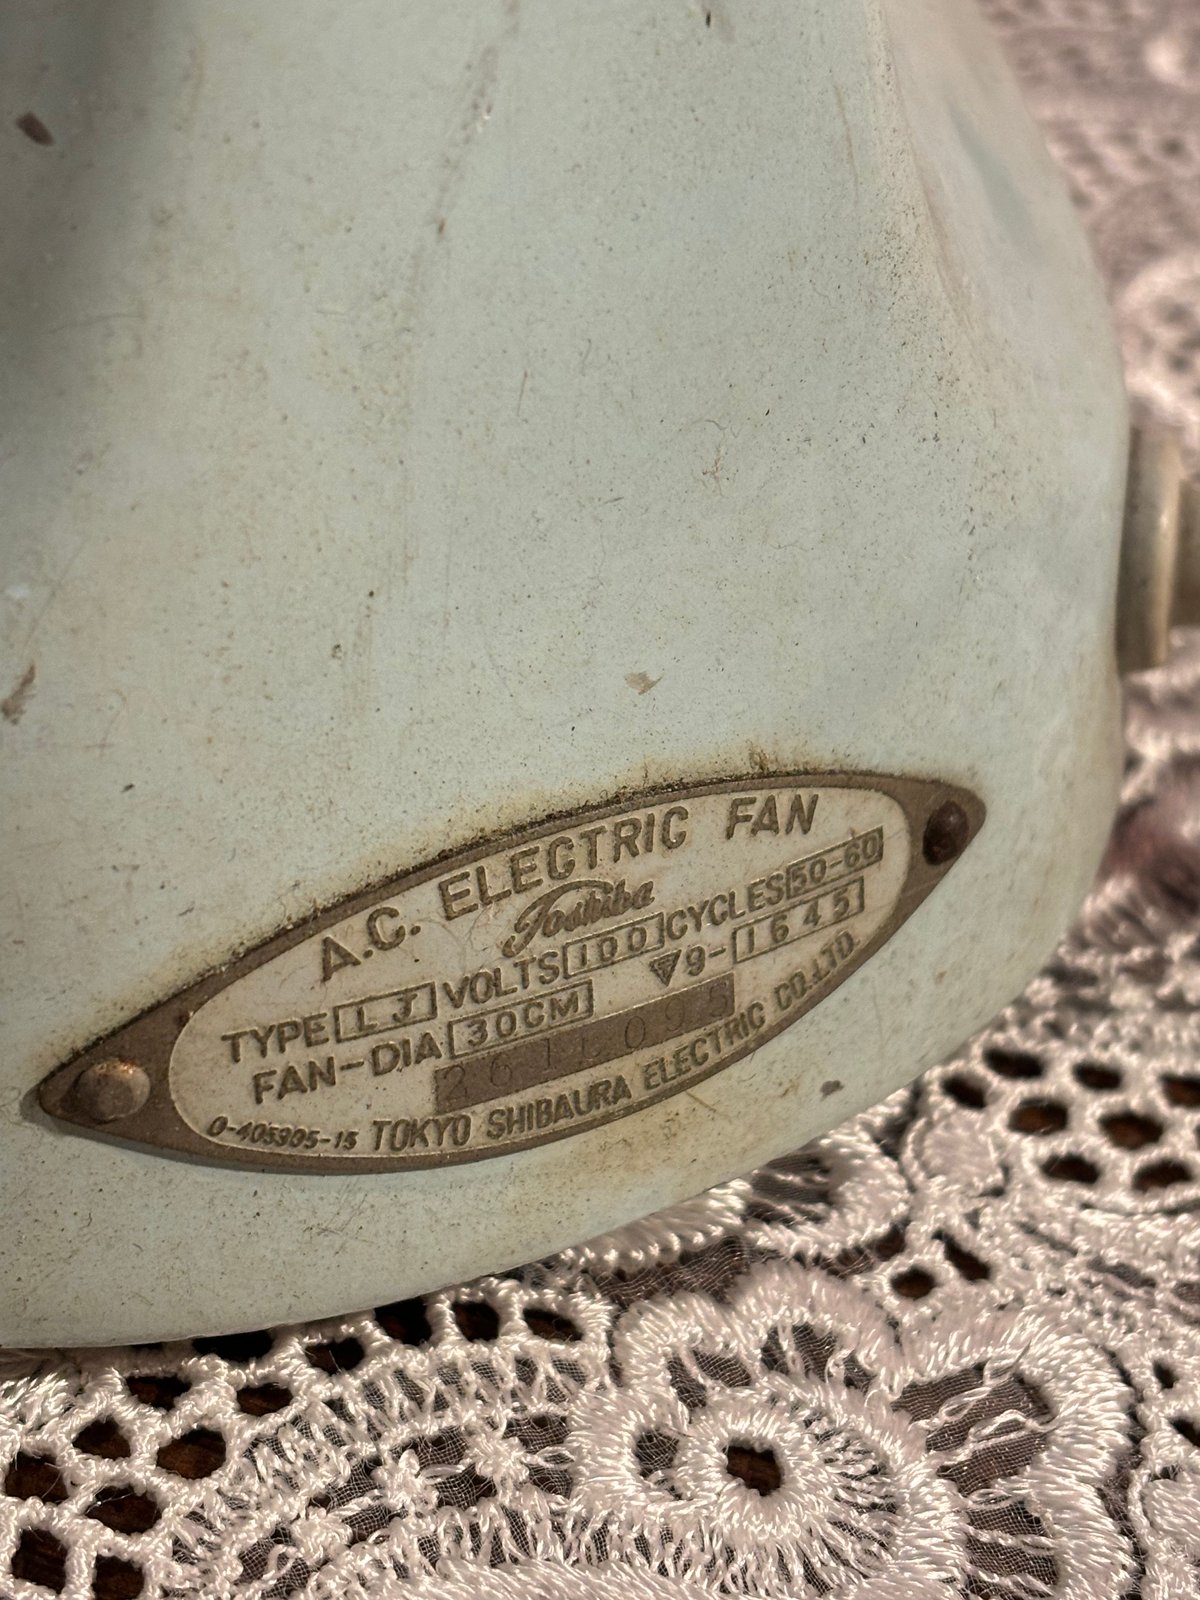 A.C. ELECTRIC FAN
Toshiba
TYPE LJ VOLTS 100 CYCLES 50-60
FAN-DIA 30CM ▽9-1645
0-405905-15 TOKYO SHIBAURA ELECTRIC CO.LTD.